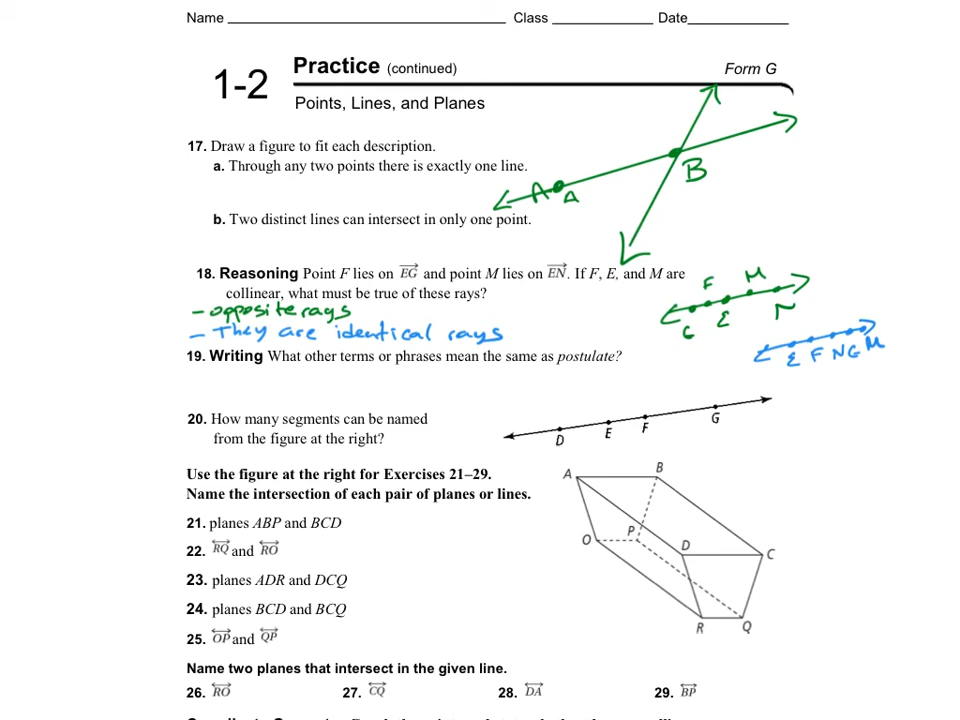 Name Class Date
1-2 Practice (continued) Form G
Points, Lines, and Planes
17. Draw a figure to fit each description.
a. Through any two points there is exactly one line.
B
A A
b. Two distinct lines can intersect in only one point.
18. Reasoning Point F lies on EG and point M lies on EN. If F, E, and M are
collinear, what must be true of these rays?
F M
G E N
- opposite rays
- They are identical rays
E F N G M
19. Writing What other terms or phrases mean the same as postulate?
20. How many segments can be named
from the figure at the right?
D E F G
Use the figure at the right for Exercises 21–29.
Name the intersection of each pair of planes or lines.
A B
21. planes ABP and BCD
22. RQ and RO
O P D C
23. planes ADR and DCQ
24. planes BCD and BCQ
R Q
25. OP and QP
Name two planes that intersect in the given line.
26. RO 27. CQ 28. DA 29. BP